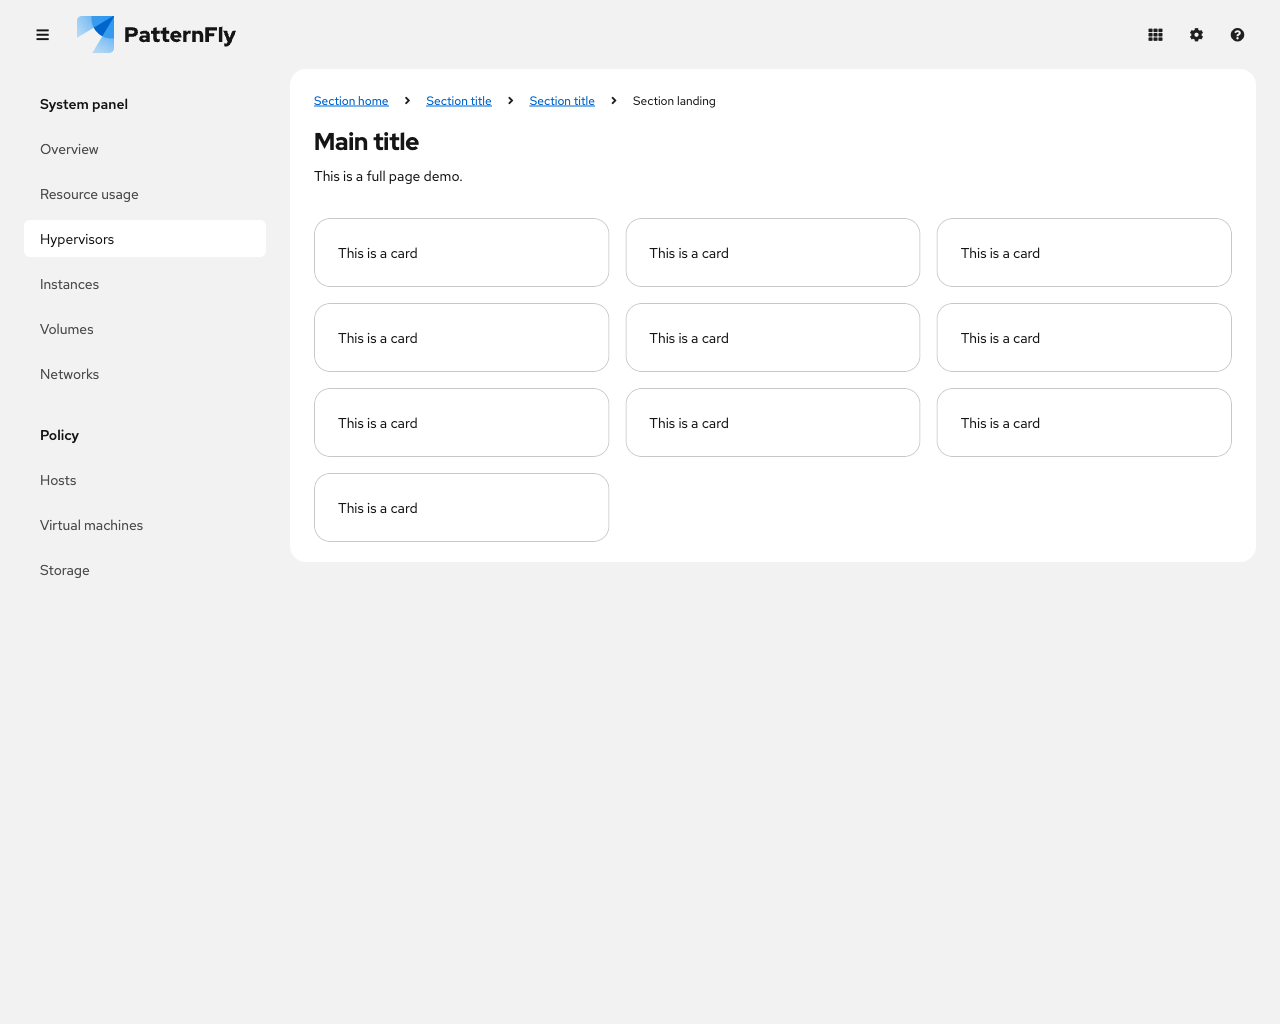 PatternFly
System panel
Overview
Resource usage
Hypervisors
Instances
Volumes
Networks
Policy
Hosts
Virtual machines
Storage
Section home Section title Section title Section landing
Main title
This is a full page demo.
This is a card This is a card This is a card
This is a card This is a card This is a card
This is a card This is a card This is a card
This is a card